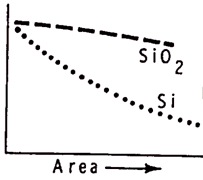 SiO₂
Si
Area →